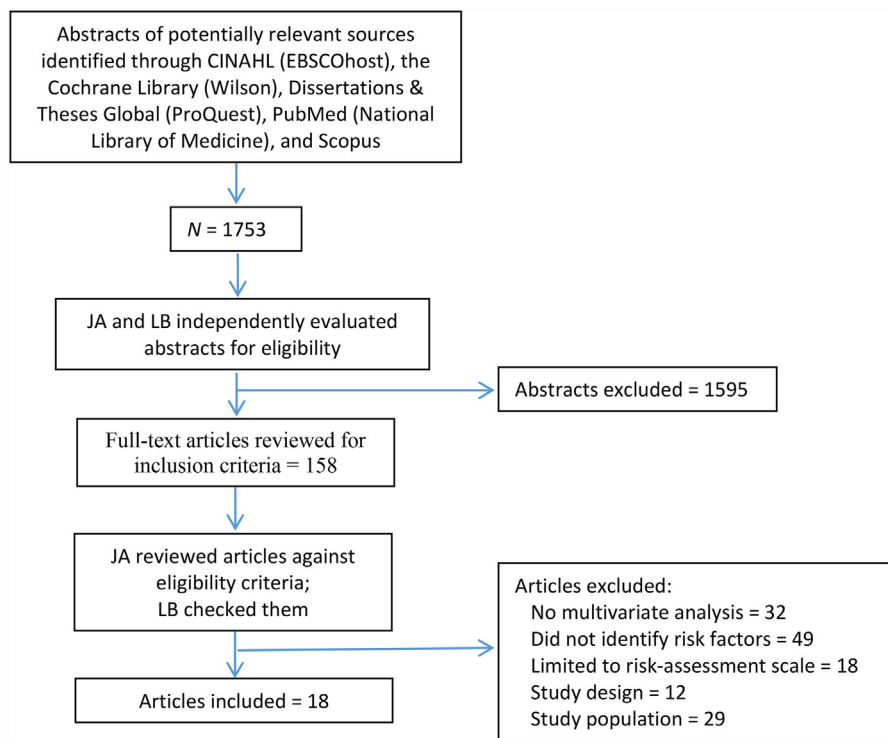 Abstracts of potentially relevant sources
identified through CINAHL (EBSCOhost), the
Cochrane Library (Wilson), Dissertations &
Theses Global (ProQuest), PubMed (National
Library of Medicine), and Scopus
N = 1753
JA and LB independently evaluated
abstracts for eligibility
Abstracts excluded = 1595
Full-text articles reviewed for
inclusion criteria = 158
JA reviewed articles against
eligibility criteria;
LB checked them
Articles excluded:
No multivariate analysis = 32
Did not identify risk factors = 49
Limited to risk-assessment scale = 18
Study design = 12
Study population = 29
Articles included = 18